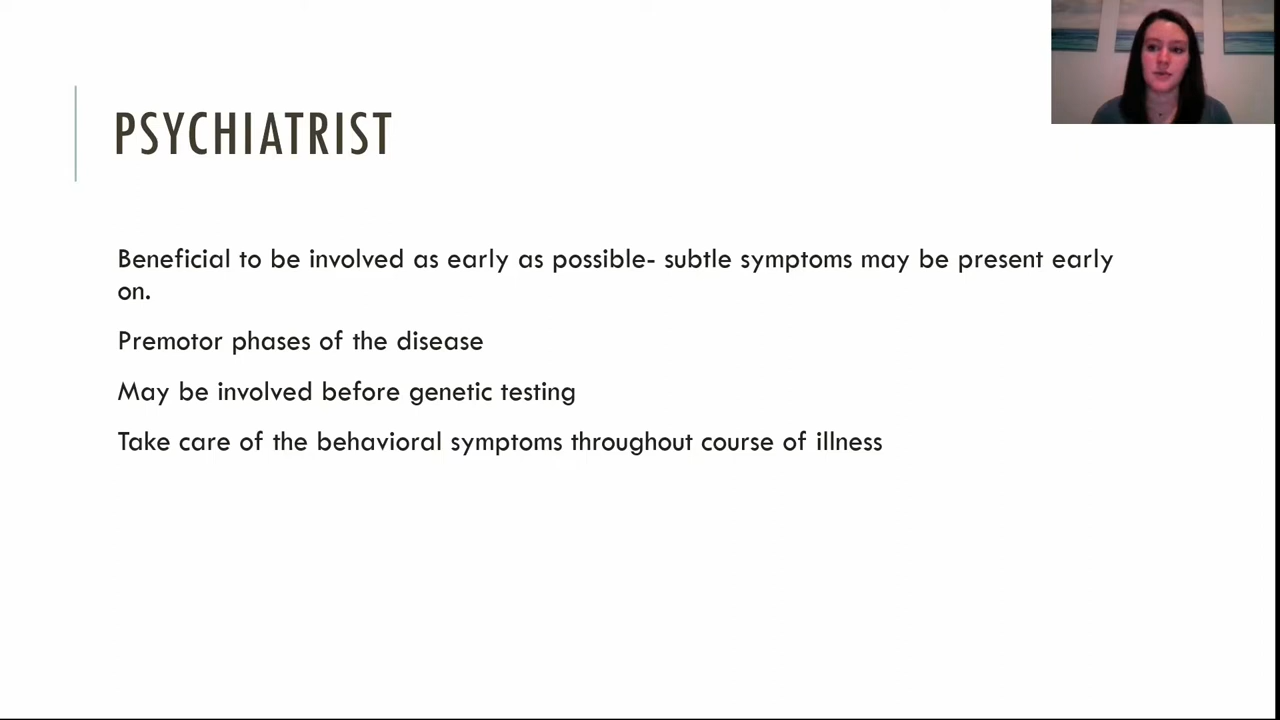 PSYCHIATRIST
Beneficial to be involved as early as possible- subtle symptoms may be present early
on.
Premotor phases of the disease
May be involved before genetic testing
Take care of the behavioral symptoms throughout course of illness